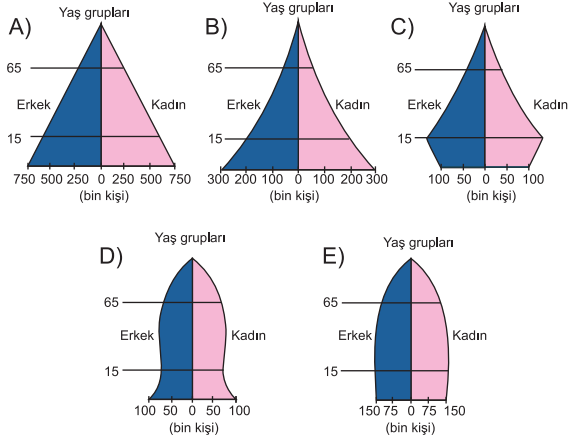 Yaş grupları
A)
65
Erkek
Kadın
15
750 500 250 0 250 500 750
(bin kişi)
Yaş grupları
B)
65
Erkek
Kadın
15
300 200 100 0 100 200 300
(bin kişi)
Yaş grupları
C)
65
Erkek
Kadın
15
100 50 0 50 100
(bin kişi)
Yaş grupları
D)
65
Erkek
Kadın
15
100 50 0 50 100
(bin kişi)
Yaş grupları
E)
65
Erkek
Kadın
15
150 75 0 75 150
(bin kişi)